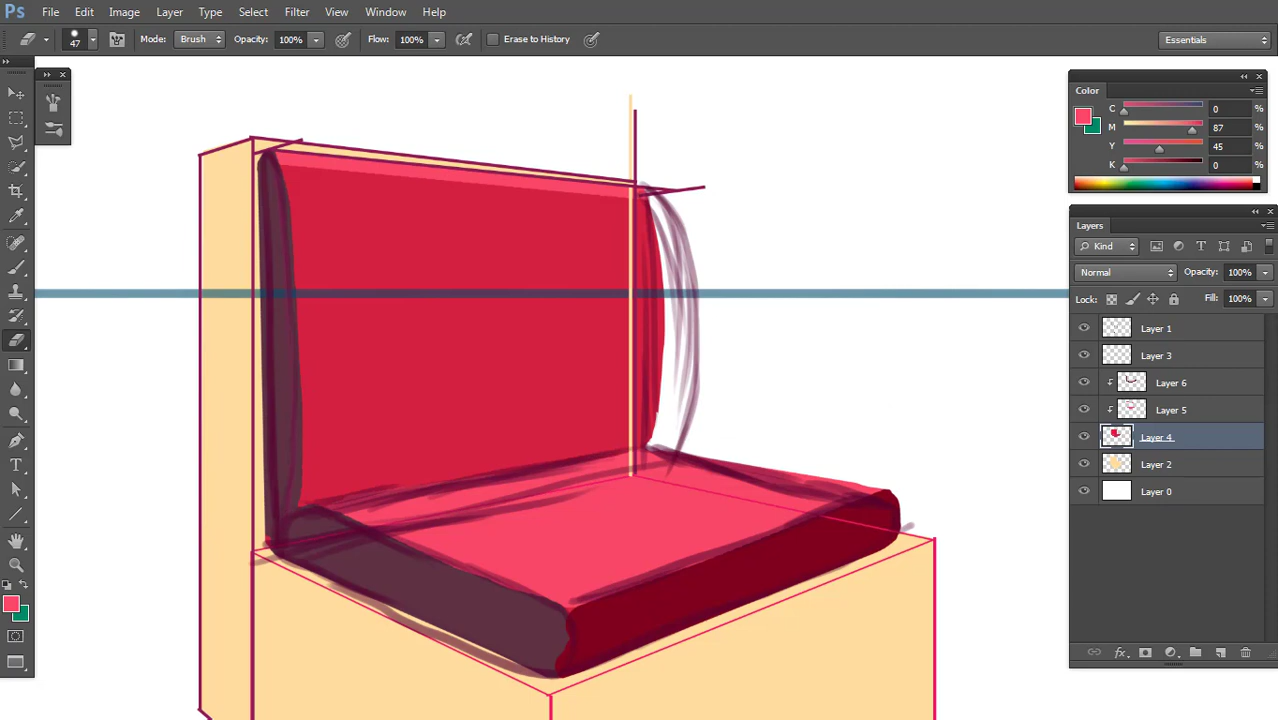 Ps File Edit Image Layer Type Select Filter View Window Help
47 Mode: Brush Opacity: 100% Flow: 100% Erase to History Essentials
Color
C 0 %
M 87 %
Y 45 %
K 0 %
Layers
Kind
Normal Opacity: 100%
Lock: Fill: 100%
Layer 1
Layer 3
Layer 6
Layer 5
Layer 4
Layer 2
Layer 0